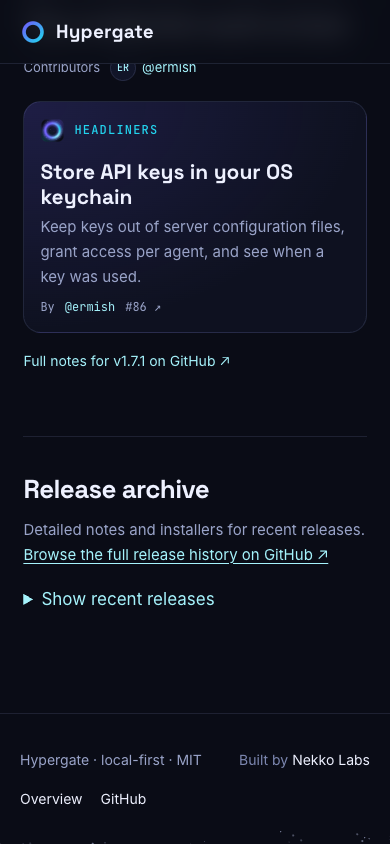 Hypergate
Contributors ER @ermish
HEADLINERS
Store API keys in your OS
keychain
Keep keys out of server configuration files,
grant access per agent, and see when a
key was used.
By @ermish #86 ↗
Full notes for v1.7.1 on GitHub ↗
Release archive
Detailed notes and installers for recent releases.
Browse the full release history on GitHub ↗
▶ Show recent releases
Hypergate · local-first · MIT
Built by Nekko Labs
Overview GitHub